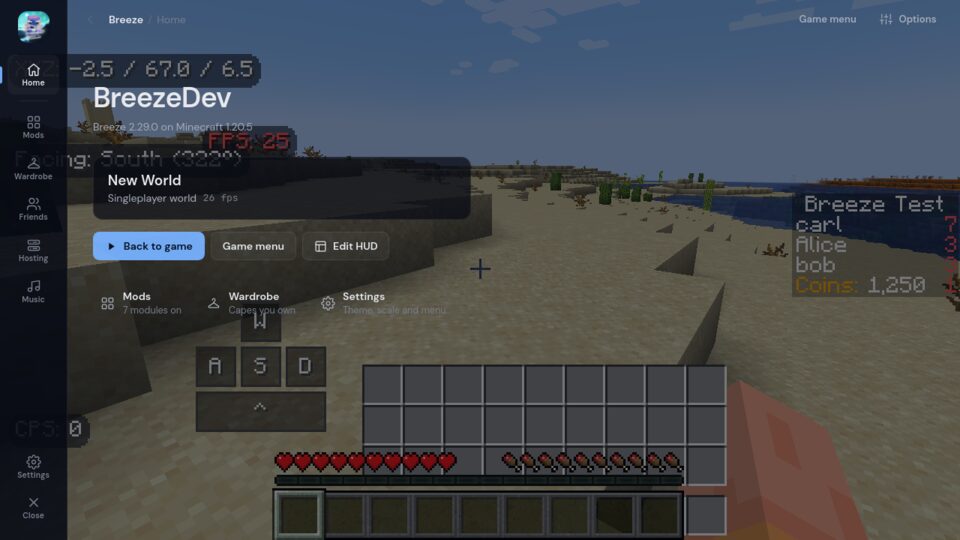 Breeze / Home
Game menu
Options
-2.5 / 67.0 / 6.5
Home
BreezeDev
Breeze 2.29.0 on Minecraft 1.20.5
FPS: 25
Mods
Facing: South (322°)
Wardrobe
New World
Singleplayer world 26 fps
Friends
Hosting
Music
Back to game
Game menu
Edit HUD
Breeze Test
carl 7
Alice 3
bob
Coins: 1,250
Mods
7 modules on
Wardrobe
Capes you own
Settings
Theme, scale and menu
W
A S D
^
CPS: 0
Settings
Close